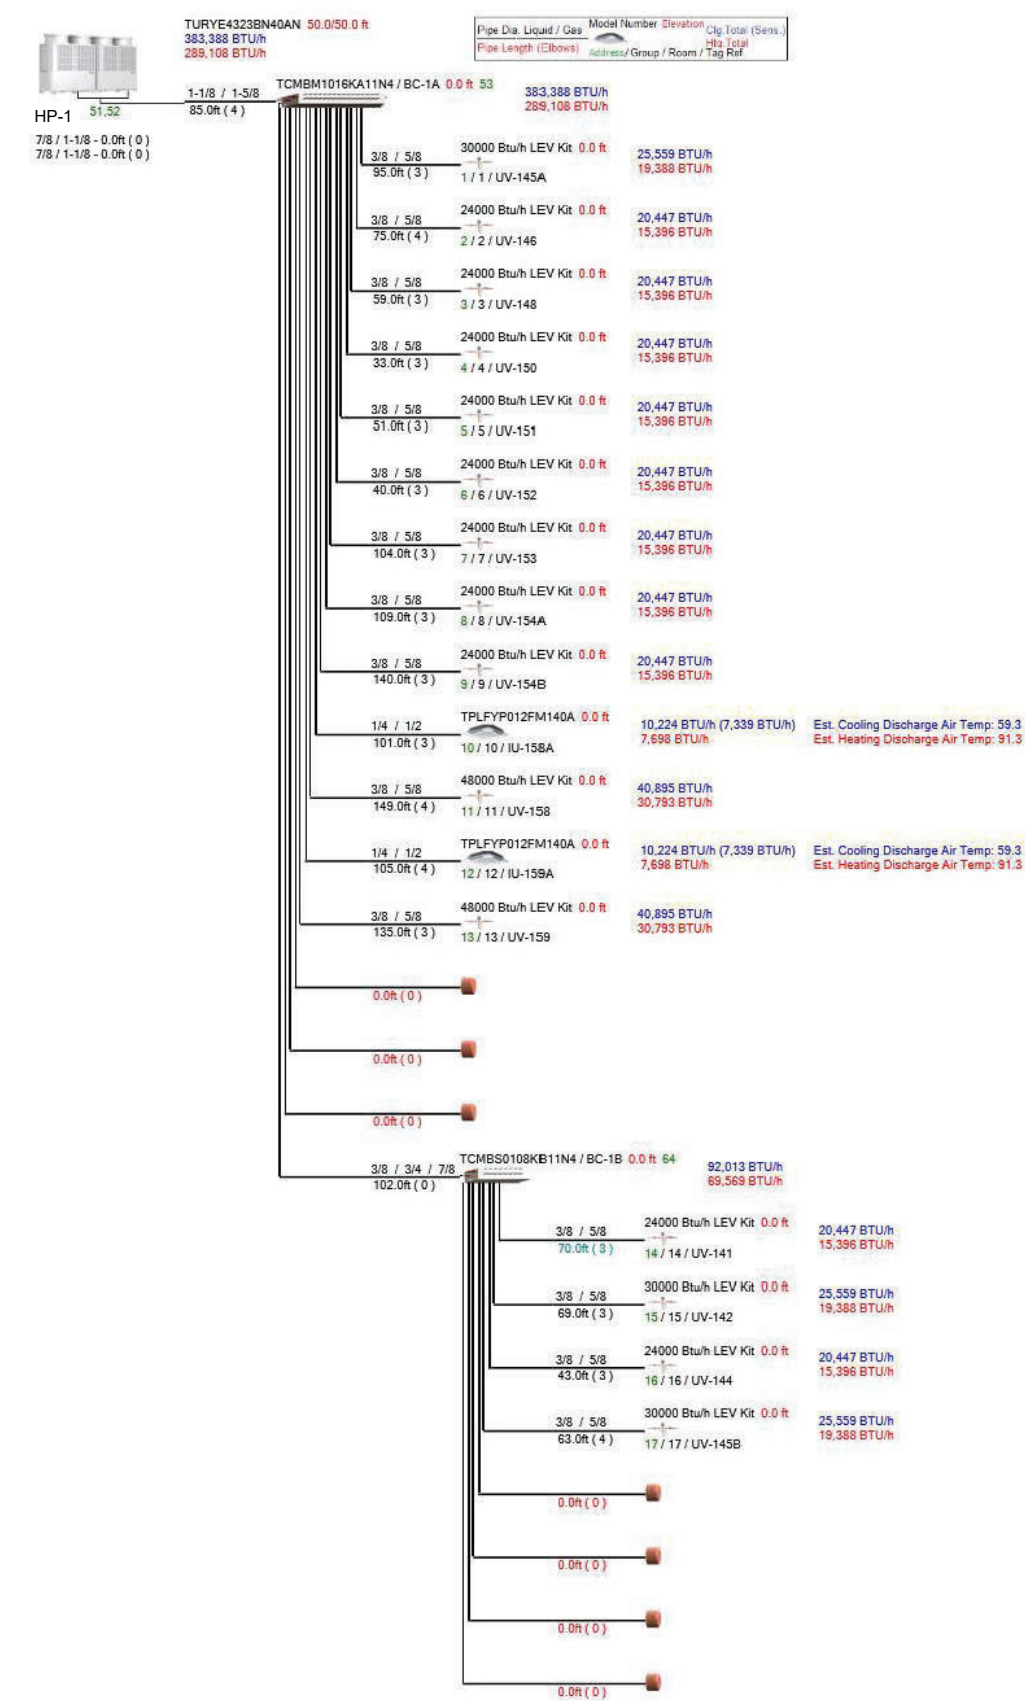 TURYE4323BN40AN 50.0/50.0 ft
383,388 BTU/h
289,108 BTU/h
Pipe Dia. Liquid / Gas
Pipe Length (Elbows)
Model Number Elevation
Clg.Total (Sens.)
Htg.Total
Address/ Group / Room / Tag Ref
HP-1
51,52
7/8 / 1-1/8 - 0.0ft ( 0 )
7/8 / 1-1/8 - 0.0ft ( 0 )
1-1/8 / 1-5/8
85.0ft ( 4 )
TCMBM1016KA11N4 / BC-1A 0.0 ft 53
383,388 BTU/h
289,108 BTU/h
3/8 / 5/8
95.0ft ( 3 )
30000 Btu/h LEV Kit 0.0 ft
1 / 1 / UV-145A
25,559 BTU/h
19,388 BTU/h
3/8 / 5/8
75.0ft ( 4 )
24000 Btu/h LEV Kit 0.0 ft
2 / 2 / UV-146
20,447 BTU/h
15,396 BTU/h
3/8 / 5/8
59.0ft ( 3 )
24000 Btu/h LEV Kit 0.0 ft
3 / 3 / UV-148
20,447 BTU/h
15,396 BTU/h
3/8 / 5/8
33.0ft ( 3 )
24000 Btu/h LEV Kit 0.0 ft
4 / 4 / UV-150
20,447 BTU/h
15,396 BTU/h
3/8 / 5/8
51.0ft ( 3 )
24000 Btu/h LEV Kit 0.0 ft
5 / 5 / UV-151
20,447 BTU/h
15,396 BTU/h
3/8 / 5/8
40.0ft ( 3 )
24000 Btu/h LEV Kit 0.0 ft
6 / 6 / UV-152
20,447 BTU/h
15,396 BTU/h
3/8 / 5/8
104.0ft ( 3 )
24000 Btu/h LEV Kit 0.0 ft
7 / 7 / UV-153
20,447 BTU/h
15,396 BTU/h
3/8 / 5/8
109.0ft ( 3 )
24000 Btu/h LEV Kit 0.0 ft
8 / 8 / UV-154A
20,447 BTU/h
15,396 BTU/h
3/8 / 5/8
140.0ft ( 3 )
24000 Btu/h LEV Kit 0.0 ft
9 / 9 / UV-154B
20,447 BTU/h
15,396 BTU/h
1/4 / 1/2
101.0ft ( 3 )
TPLFYP012FM140A 0.0 ft
10 / 10 / IU-158A
10,224 BTU/h (7,339 BTU/h) Est. Cooling Discharge Air Temp: 59.3
7,698 BTU/h Est. Heating Discharge Air Temp: 91.3
3/8 / 5/8
149.0ft ( 4 )
48000 Btu/h LEV Kit 0.0 ft
11 / 11 / UV-158
40,895 BTU/h
30,793 BTU/h
1/4 / 1/2
105.0ft ( 4 )
TPLFYP012FM140A 0.0 ft
12 / 12 / IU-159A
10,224 BTU/h (7,339 BTU/h) Est. Cooling Discharge Air Temp: 59.3
7,698 BTU/h Est. Heating Discharge Air Temp: 91.3
3/8 / 5/8
135.0ft ( 3 )
48000 Btu/h LEV Kit 0.0 ft
13 / 13 / UV-159
40,895 BTU/h
30,793 BTU/h
0.0ft ( 0 )
0.0ft ( 0 )
0.0ft ( 0 )
3/8 / 3/4 / 7/8
102.0ft ( 0 )
TCMBS0108KB11N4 / BC-1B 0.0 ft 64
92,013 BTU/h
69,569 BTU/h
3/8 / 5/8
70.0ft ( 3 )
24000 Btu/h LEV Kit 0.0 ft
14 / 14 / UV-141
20,447 BTU/h
15,396 BTU/h
3/8 / 5/8
69.0ft ( 3 )
30000 Btu/h LEV Kit 0.0 ft
15 / 15 / UV-142
25,559 BTU/h
19,388 BTU/h
3/8 / 5/8
43.0ft ( 3 )
24000 Btu/h LEV Kit 0.0 ft
16 / 16 / UV-144
20,447 BTU/h
15,396 BTU/h
3/8 / 5/8
63.0ft ( 4 )
30000 Btu/h LEV Kit 0.0 ft
17 / 17 / UV-145B
25,559 BTU/h
19,388 BTU/h
0.0ft ( 0 )
0.0ft ( 0 )
0.0ft ( 0 )
0.0ft ( 0 )